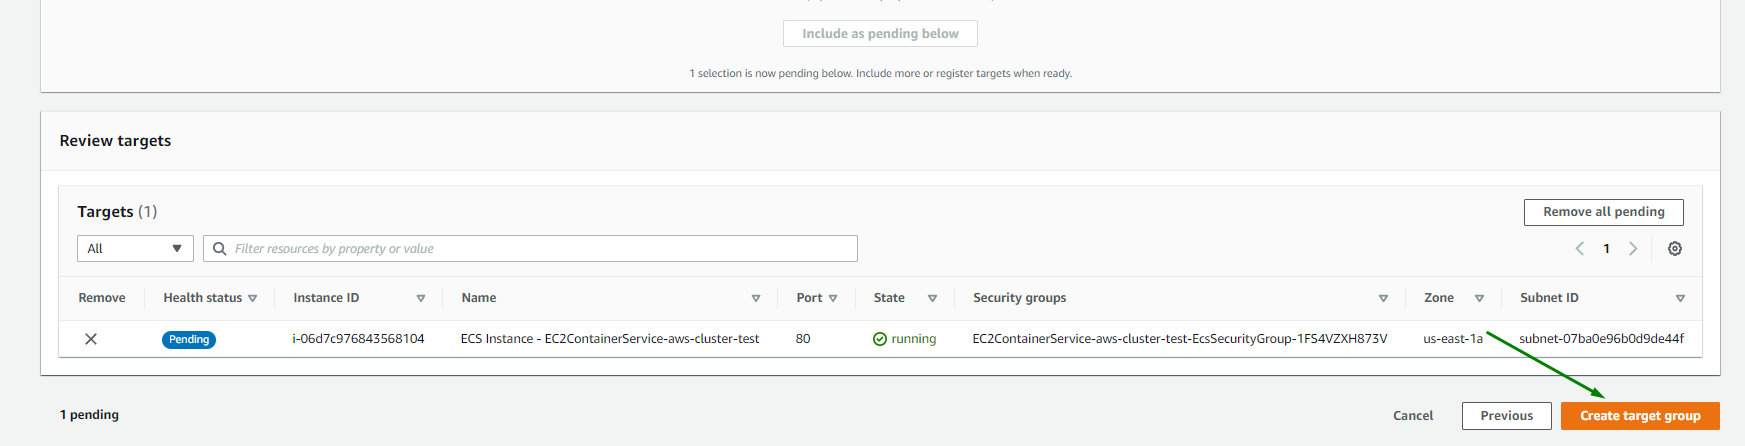 Include as pending below
1 selection is now pending below. Include more or register targets when ready.
Review targets
Targets (1)
Remove all pending
All
Filter resources by property or value
1
Remove Health status Instance ID Name Port State Security groups Zone Subnet ID
Pending i-06d7c976843568104 ECS Instance - EC2ContainerService-aws-cluster-test 80 running EC2ContainerService-aws-cluster-test-EcsSecurityGroup-1FS4VZXH873V us-east-1a subnet-07ba0e96b0d9de44f
1 pending
Cancel Previous Create target group